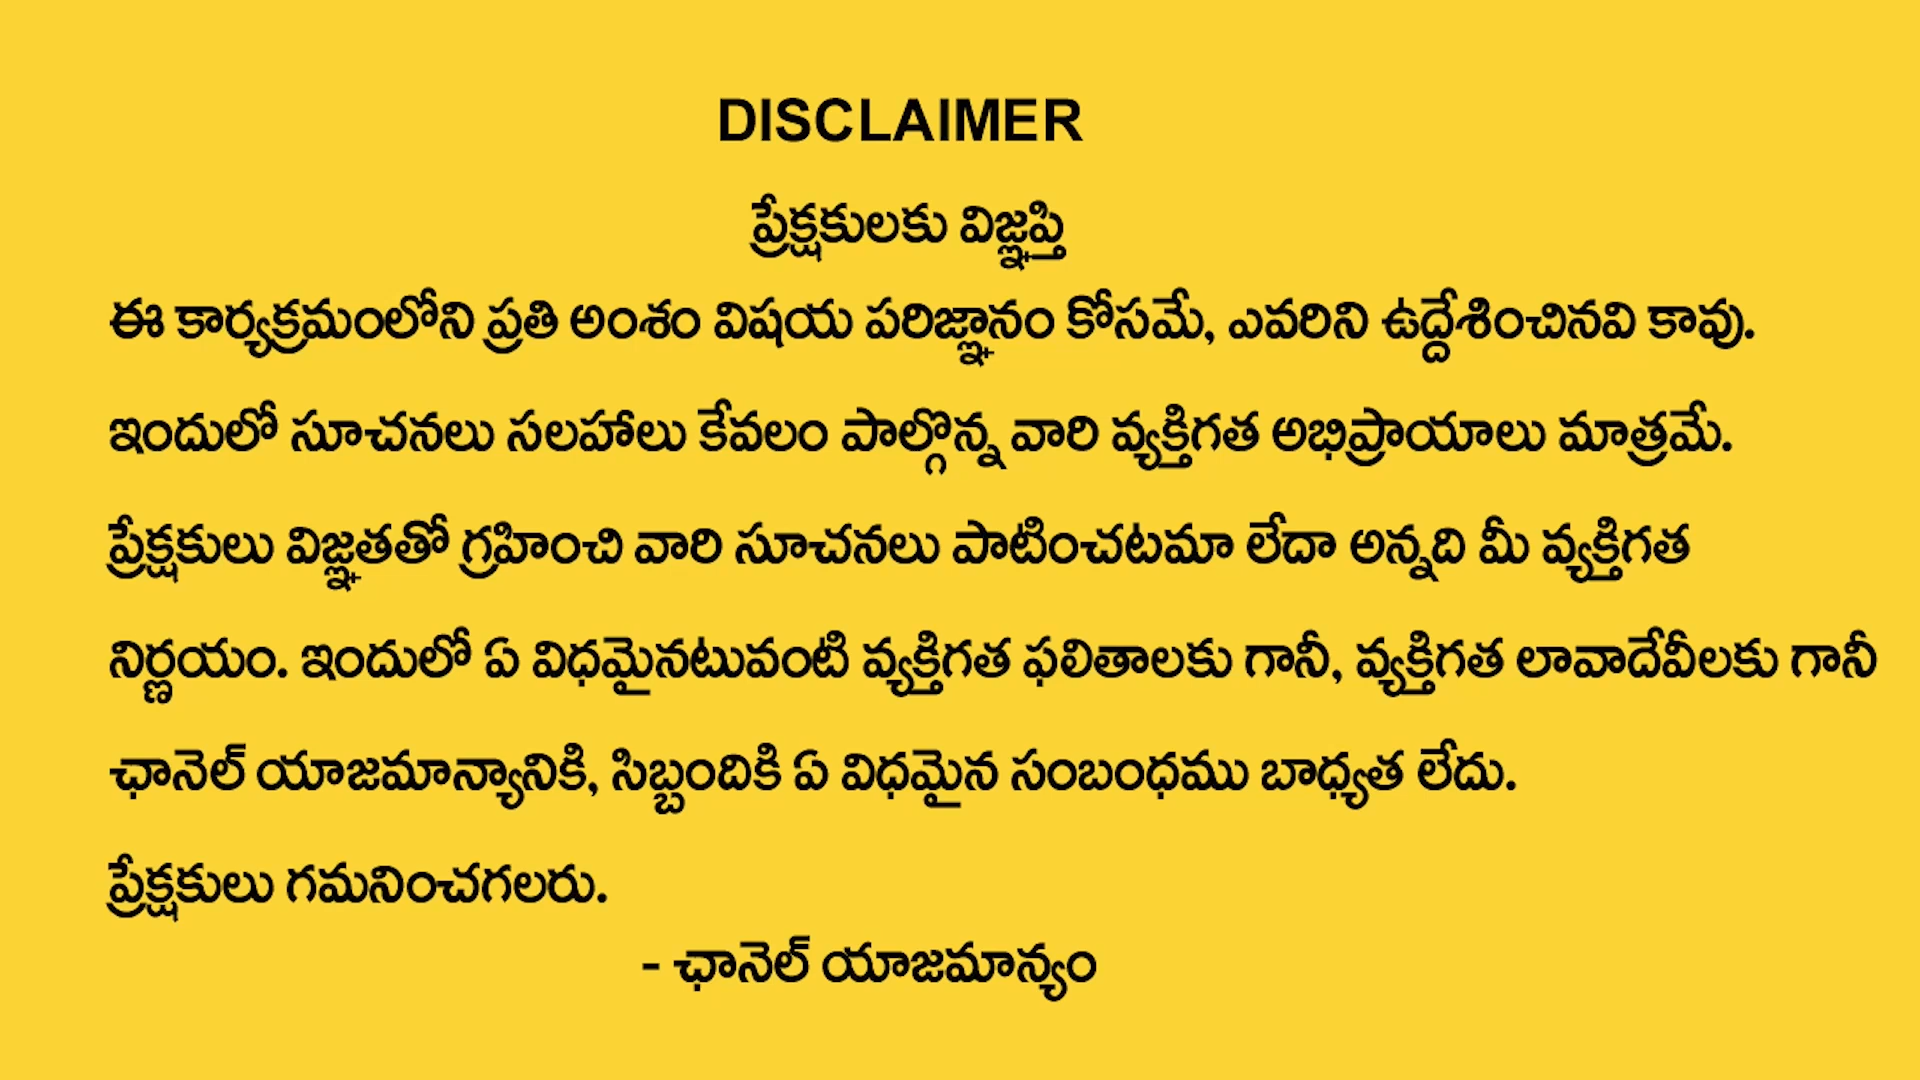 DISCLAIMER
ప్రేక్షకులకు విజ్ఞప్తి
ఈ కార్యక్రమంలోని ప్రతి అంశం విషయ పరిజ్ఞానం కోసమే, ఎవరిని ఉద్దేశించినవి కావు.
ఇందులో సూచనలు సలహాలు కేవలం పాల్గొన్న వారి వ్యక్తిగత అభిప్రాయాలు మాత్రమే.
ప్రేక్షకులు విజ్ఞతతో గ్రహించి వారి సూచనలు పాటించటమా లేదా అన్నది మీ వ్యక్తిగత
నిర్ణయం. ఇందులో ఏ విధమైనటువంటి వ్యక్తిగత ఫలితాలకు గానీ, వ్యక్తిగత లావాదేవీలకు గానీ
ఛానెల్ యాజమాన్యానికి, సిబ్బందికి ఏ విధమైన సంబంధము బాధ్యత లేదు.
ప్రేక్షకులు గమనించగలరు.
- ఛానెల్ యాజమాన్యం